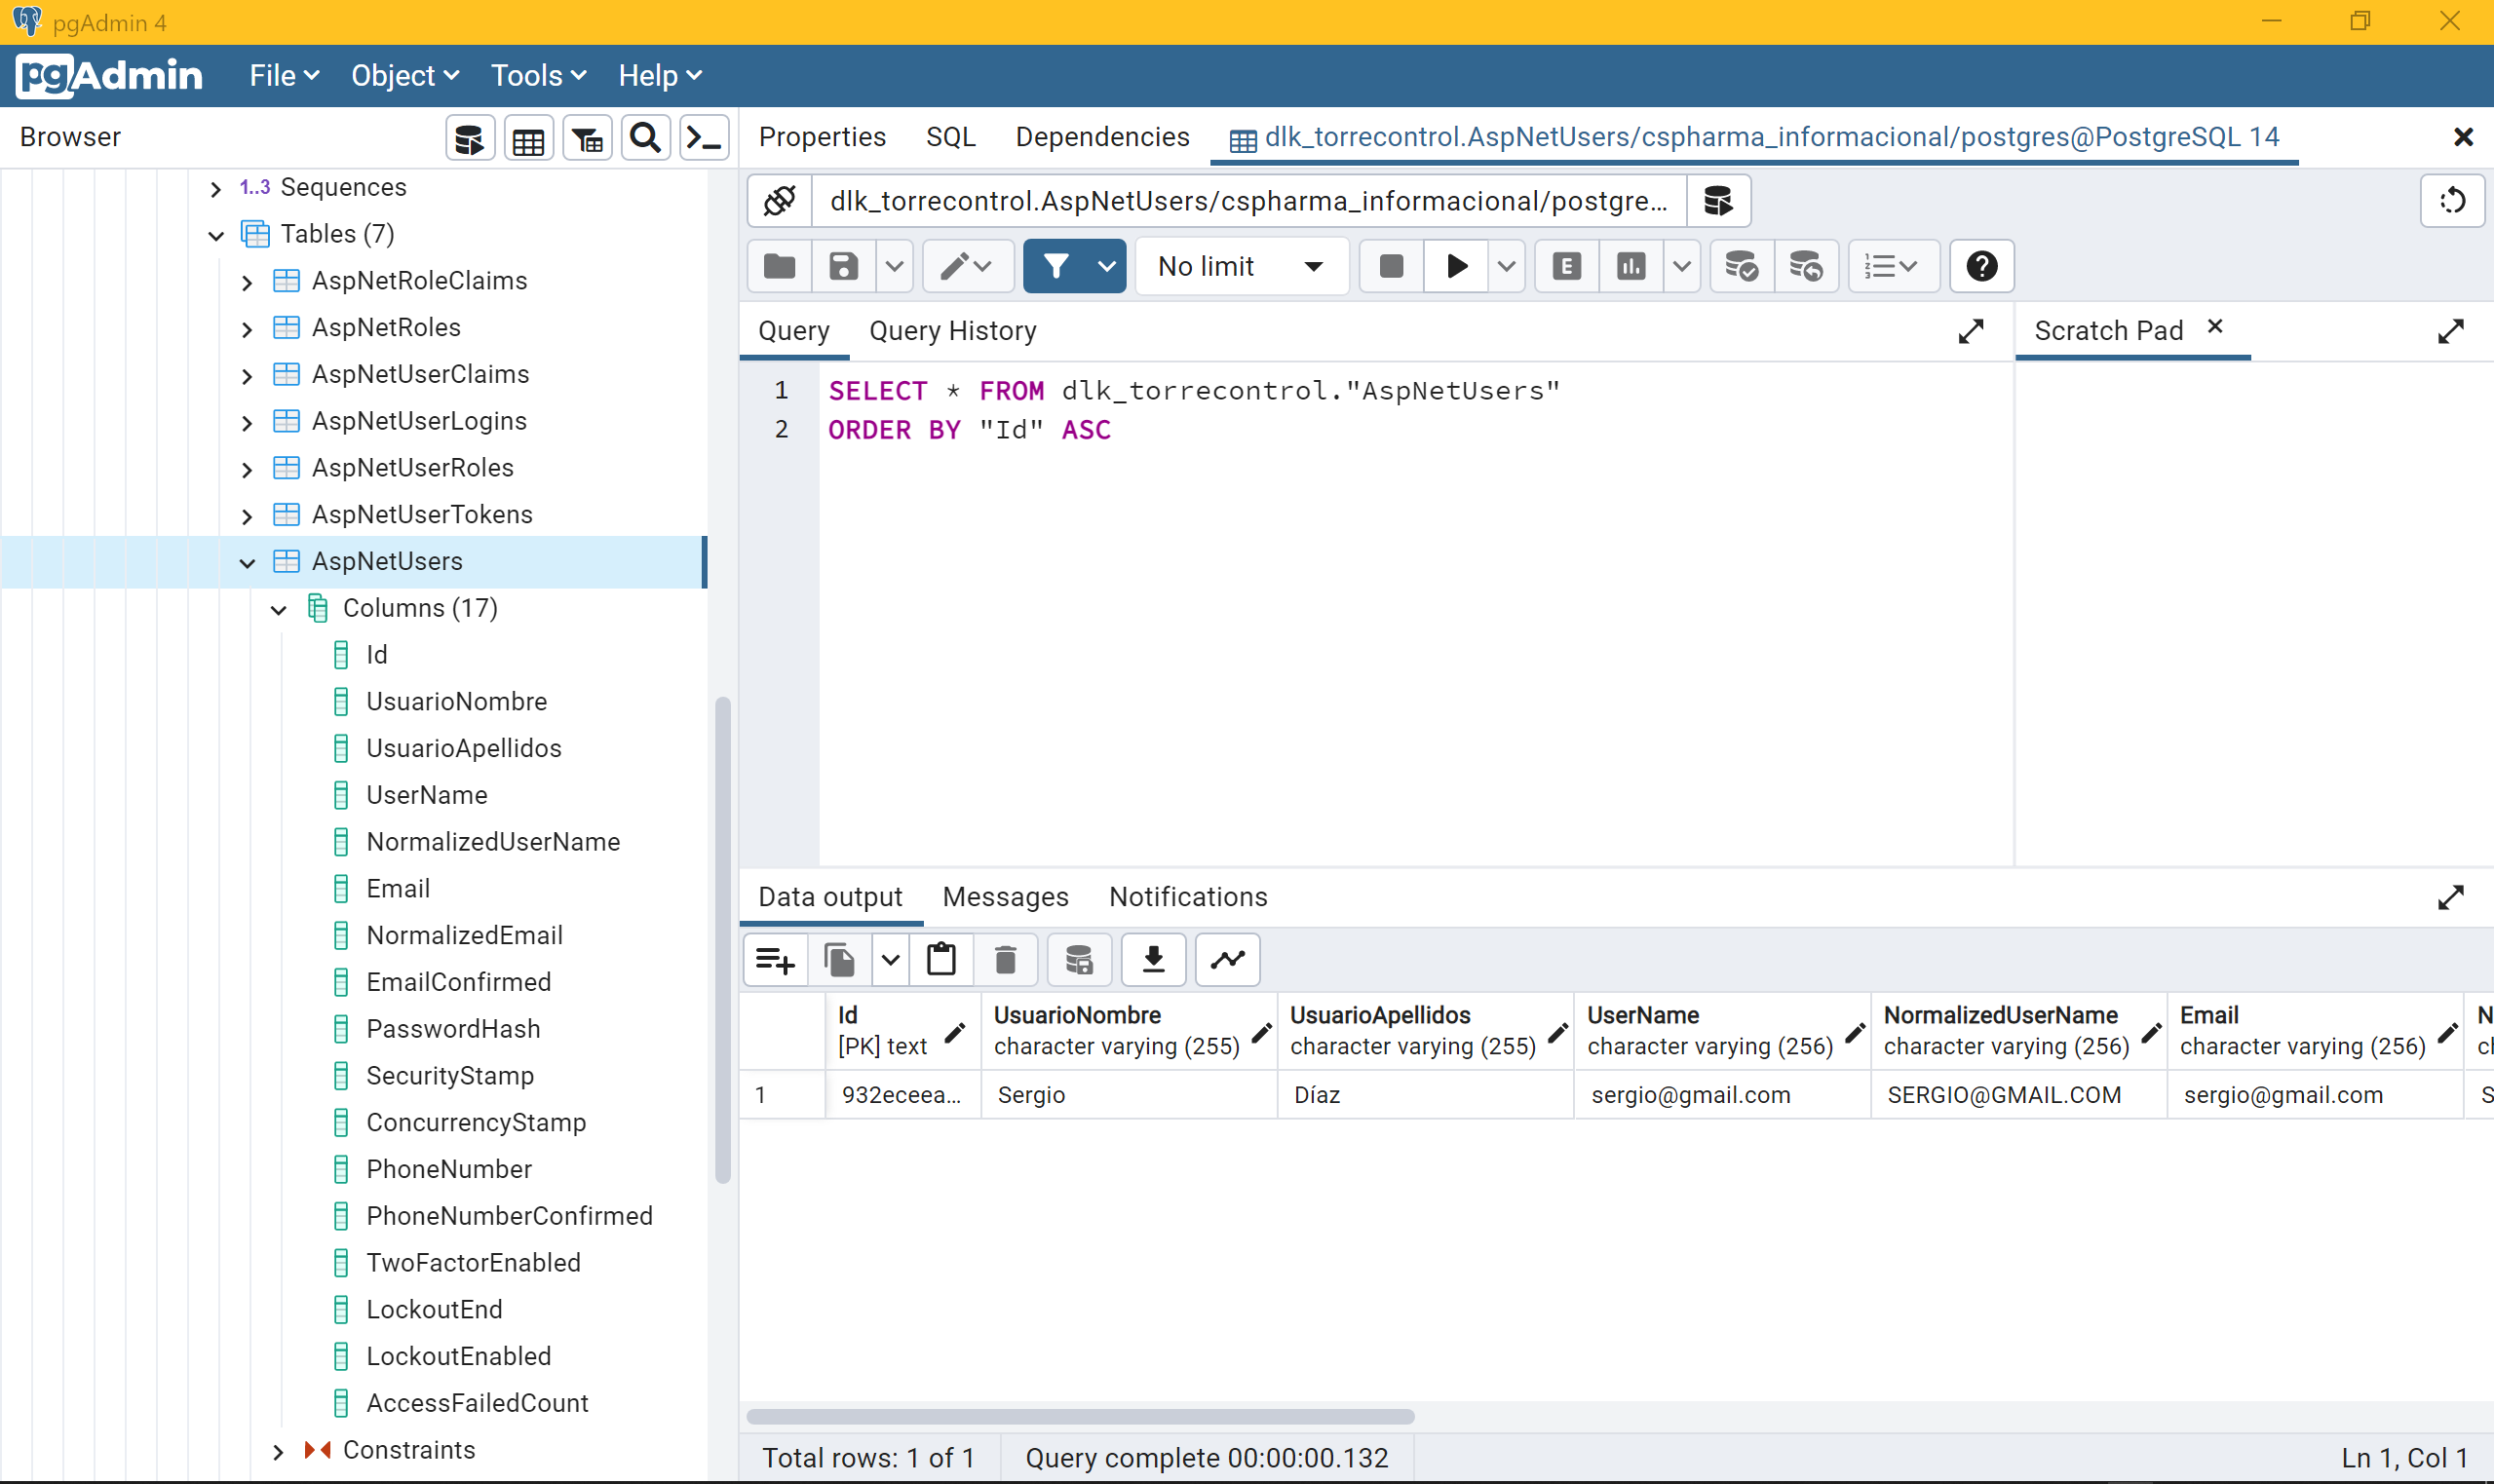 pgAdmin 4
pgAdmin File Object Tools Help
Browser
Properties SQL Dependencies dlk_torrecontrol.AspNetUsers/cspharma_informacional/postgres@PostgreSQL 14
1..3 Sequences
Tables (7)
AspNetRoleClaims
AspNetRoles
AspNetUserClaims
AspNetUserLogins
AspNetUserRoles
AspNetUserTokens
AspNetUsers
Columns (17)
Id
UsuarioNombre
UsuarioApellidos
UserName
NormalizedUserName
Email
NormalizedEmail
EmailConfirmed
PasswordHash
SecurityStamp
ConcurrencyStamp
PhoneNumber
PhoneNumberConfirmed
TwoFactorEnabled
LockoutEnd
LockoutEnabled
AccessFailedCount
Constraints
dlk_torrecontrol.AspNetUsers/cspharma_informacional/postgre...
No limit E
Query Query History
Scratch Pad
1 SELECT * FROM dlk_torrecontrol."AspNetUsers"
2 ORDER BY "Id" ASC
Data output Messages Notifications
Id UsuarioNombre UsuarioApellidos UserName NormalizedUserName Email
[PK] text character varying (255) character varying (255) character varying (256) character varying (256) character varying (256)
1 932eceea... Sergio Díaz sergio@gmail.com SERGIO@GMAIL.COM sergio@gmail.com
Total rows: 1 of 1 Query complete 00:00:00.132 Ln 1, Col 1